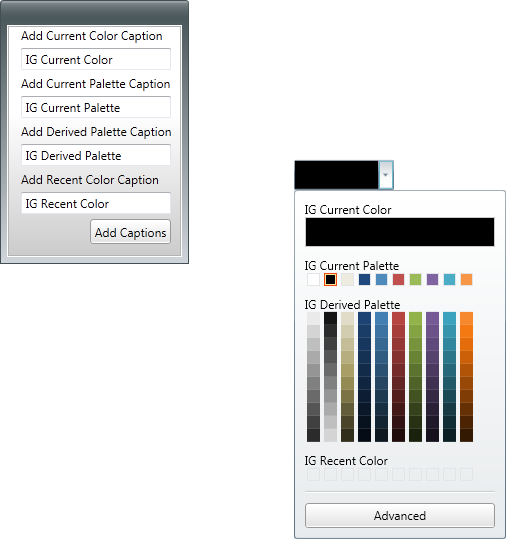 Add Current Color Caption
IG Current Color
Add Current Palette Caption
IG Current Palette
Add Derived Palette Caption
IG Derived Palette
Add Recent Color Caption
IG Recent Color
Add Captions
IG Current Color
IG Current Palette
IG Derived Palette
IG Recent Color
Advanced